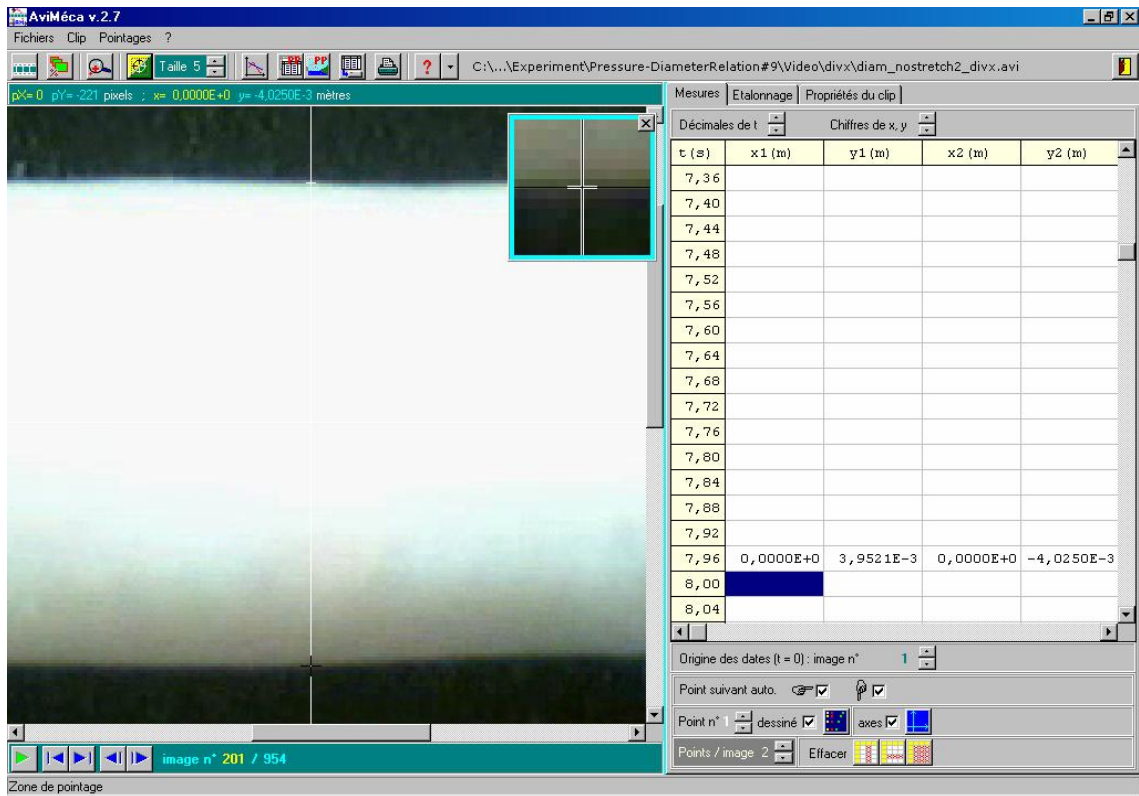 AviMéca v.2.7
Fichiers Clip Pointages ?
Taille 5 ? C:\...\Experiment\Pressure-DiameterRelation#9\Video\divx\diam_nostretch2_divx.avi
pX= 0 pY= -221 pixels ; x= 0,0000E+0 y= -4,0250E-3 mètres
Mesures Etalonnage Propriétés du clip
Décimales de t Chiffres de x, y
t (s) x1 (m) y1 (m) x2 (m) y2 (m)
7,36
7,40
7,44
7,48
7,52
7,56
7,60
7,64
7,68
7,72
7,76
7,80
7,84
7,88
7,92
7,96 0,0000E+0 3,9521E-3 0,0000E+0 -4,0250E-3
8,00
8,04
Origine des dates (t = 0) : image n° 1
Point suivant auto.
Point n° 1 dessiné axes
Points / image 2 Effacer
image n° 201 / 954
Zone de pointage